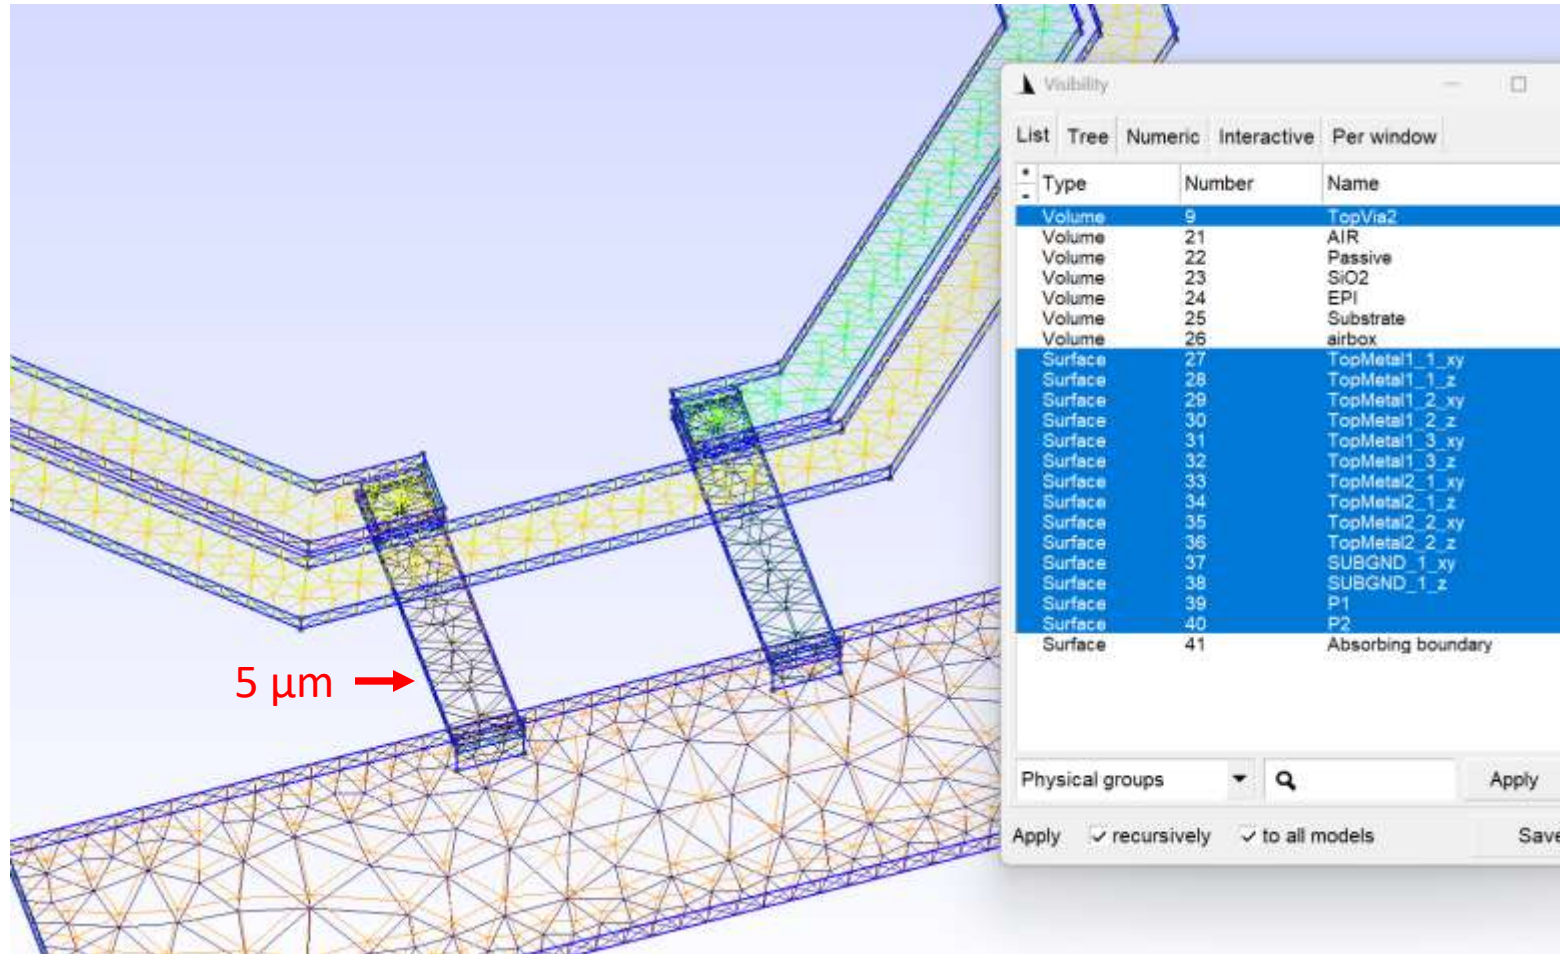 Visibility
List Tree Numeric Interactive Per window
Type Number Name
Volume 9 TopVia2
Volume 21 AIR
Volume 22 Passive
Volume 23 SiO2
Volume 24 EPI
Volume 25 Substrate
Volume 26 airbox
Surface 27 TopMetal1_1_xy
Surface 28 TopMetal1_1_z
Surface 29 TopMetal1_2_xy
Surface 30 TopMetal1_2_z
Surface 31 TopMetal1_3_xy
Surface 32 TopMetal1_3_z
Surface 33 TopMetal2_1_xy
Surface 34 TopMetal2_1_z
Surface 35 TopMetal2_2_xy
Surface 36 TopMetal2_2_z
Surface 37 SUBGND_1_xy
Surface 38 SUBGND_1_z
Surface 39 P1
Surface 40 P2
Surface 41 Absorbing boundary
Physical groups Apply
Apply recursively to all models Save
5 μm